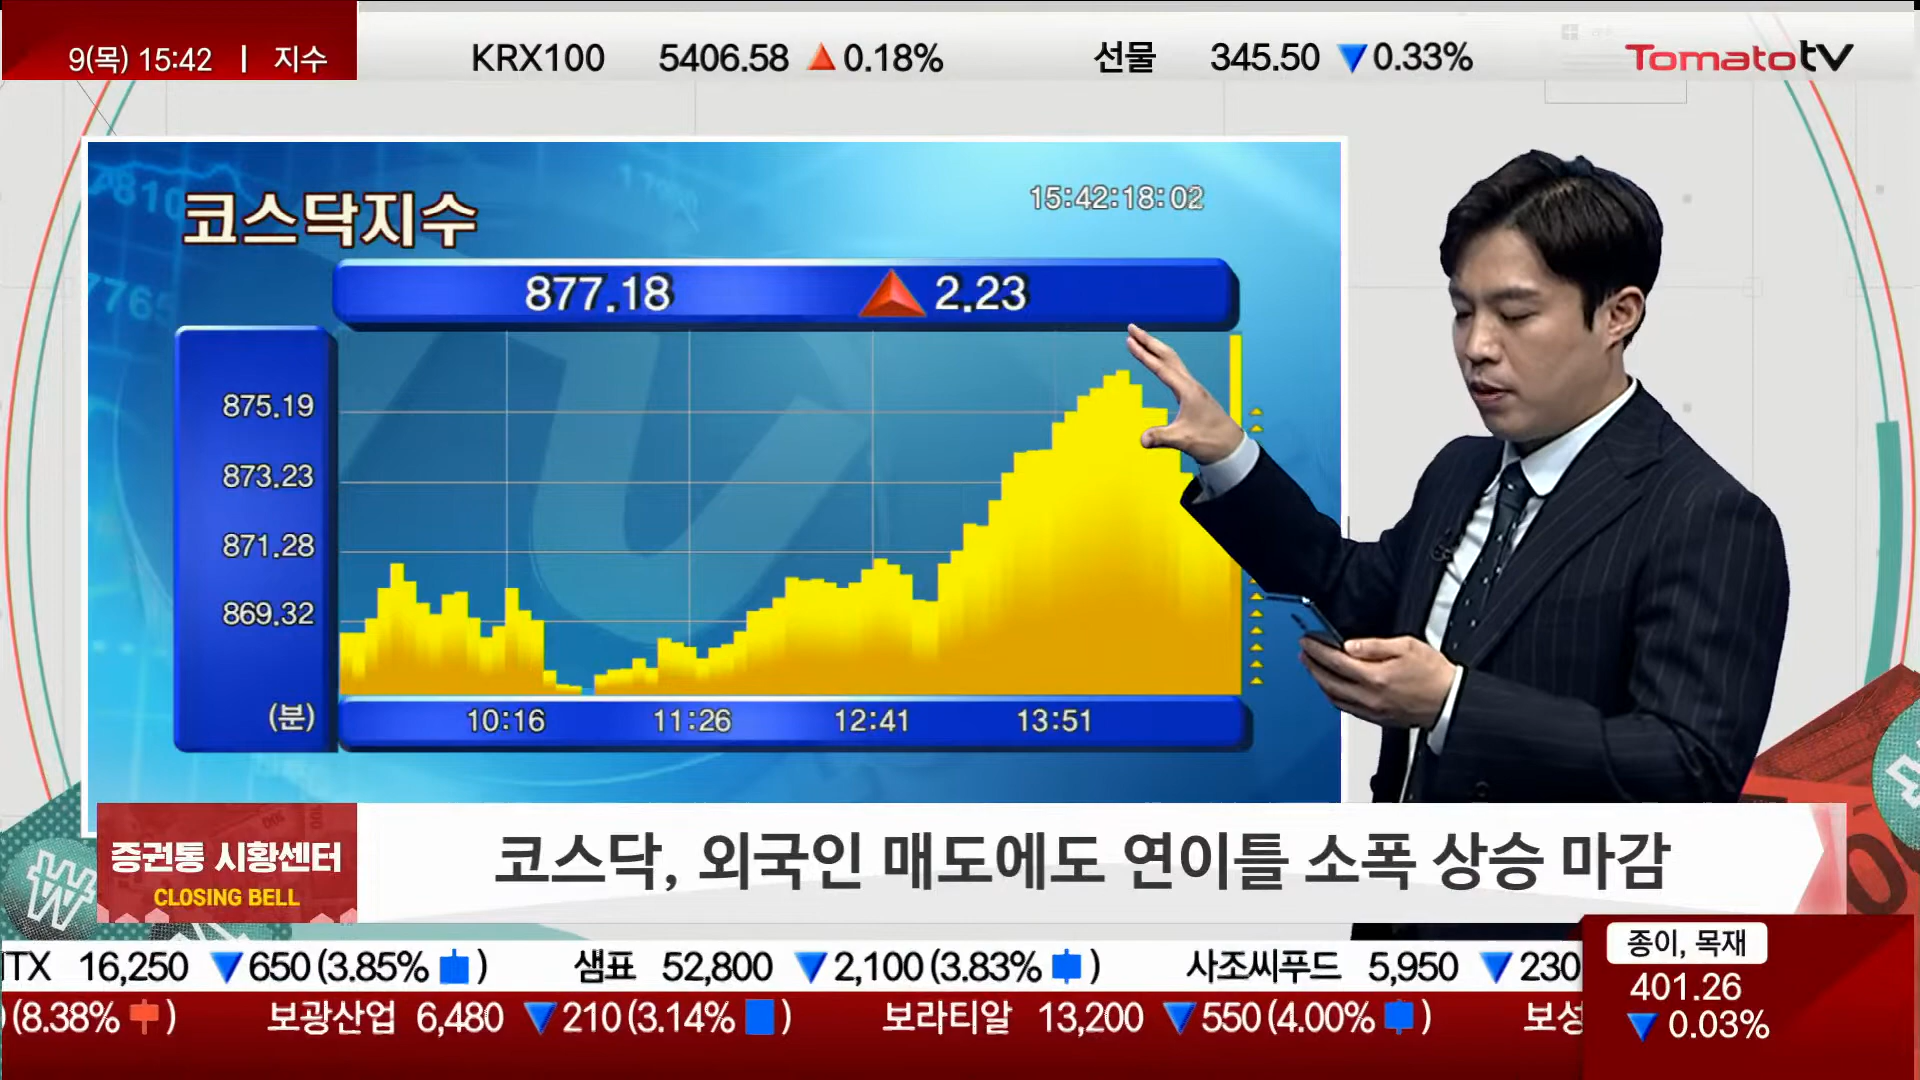 9(목) 15:42 | 지수
KRX100 5406.58 ▲ 0.18% 선물 345.50 ▼ 0.33%
Tomatotv
코스닥지수
15:42:18:02
877.18 ▲ 2.23
875.19
873.23
871.28
869.32
(분) 10:16 11:26 12:41 13:51
증권통 시황센터
CLOSING BELL
코스닥, 외국인 매도에도 연이틀 소폭 상승 마감
TX 16,250 ▼650(3.85% ) 샘표 52,800 ▼2,100(3.83% ) 사조씨푸드 5,950 ▼230
(8.38% ) 보광산업 6,480 ▼210(3.14% ) 보라티알 13,200 ▼550(4.00% ) 보성
종이, 목재
401.26
▼ 0.03%